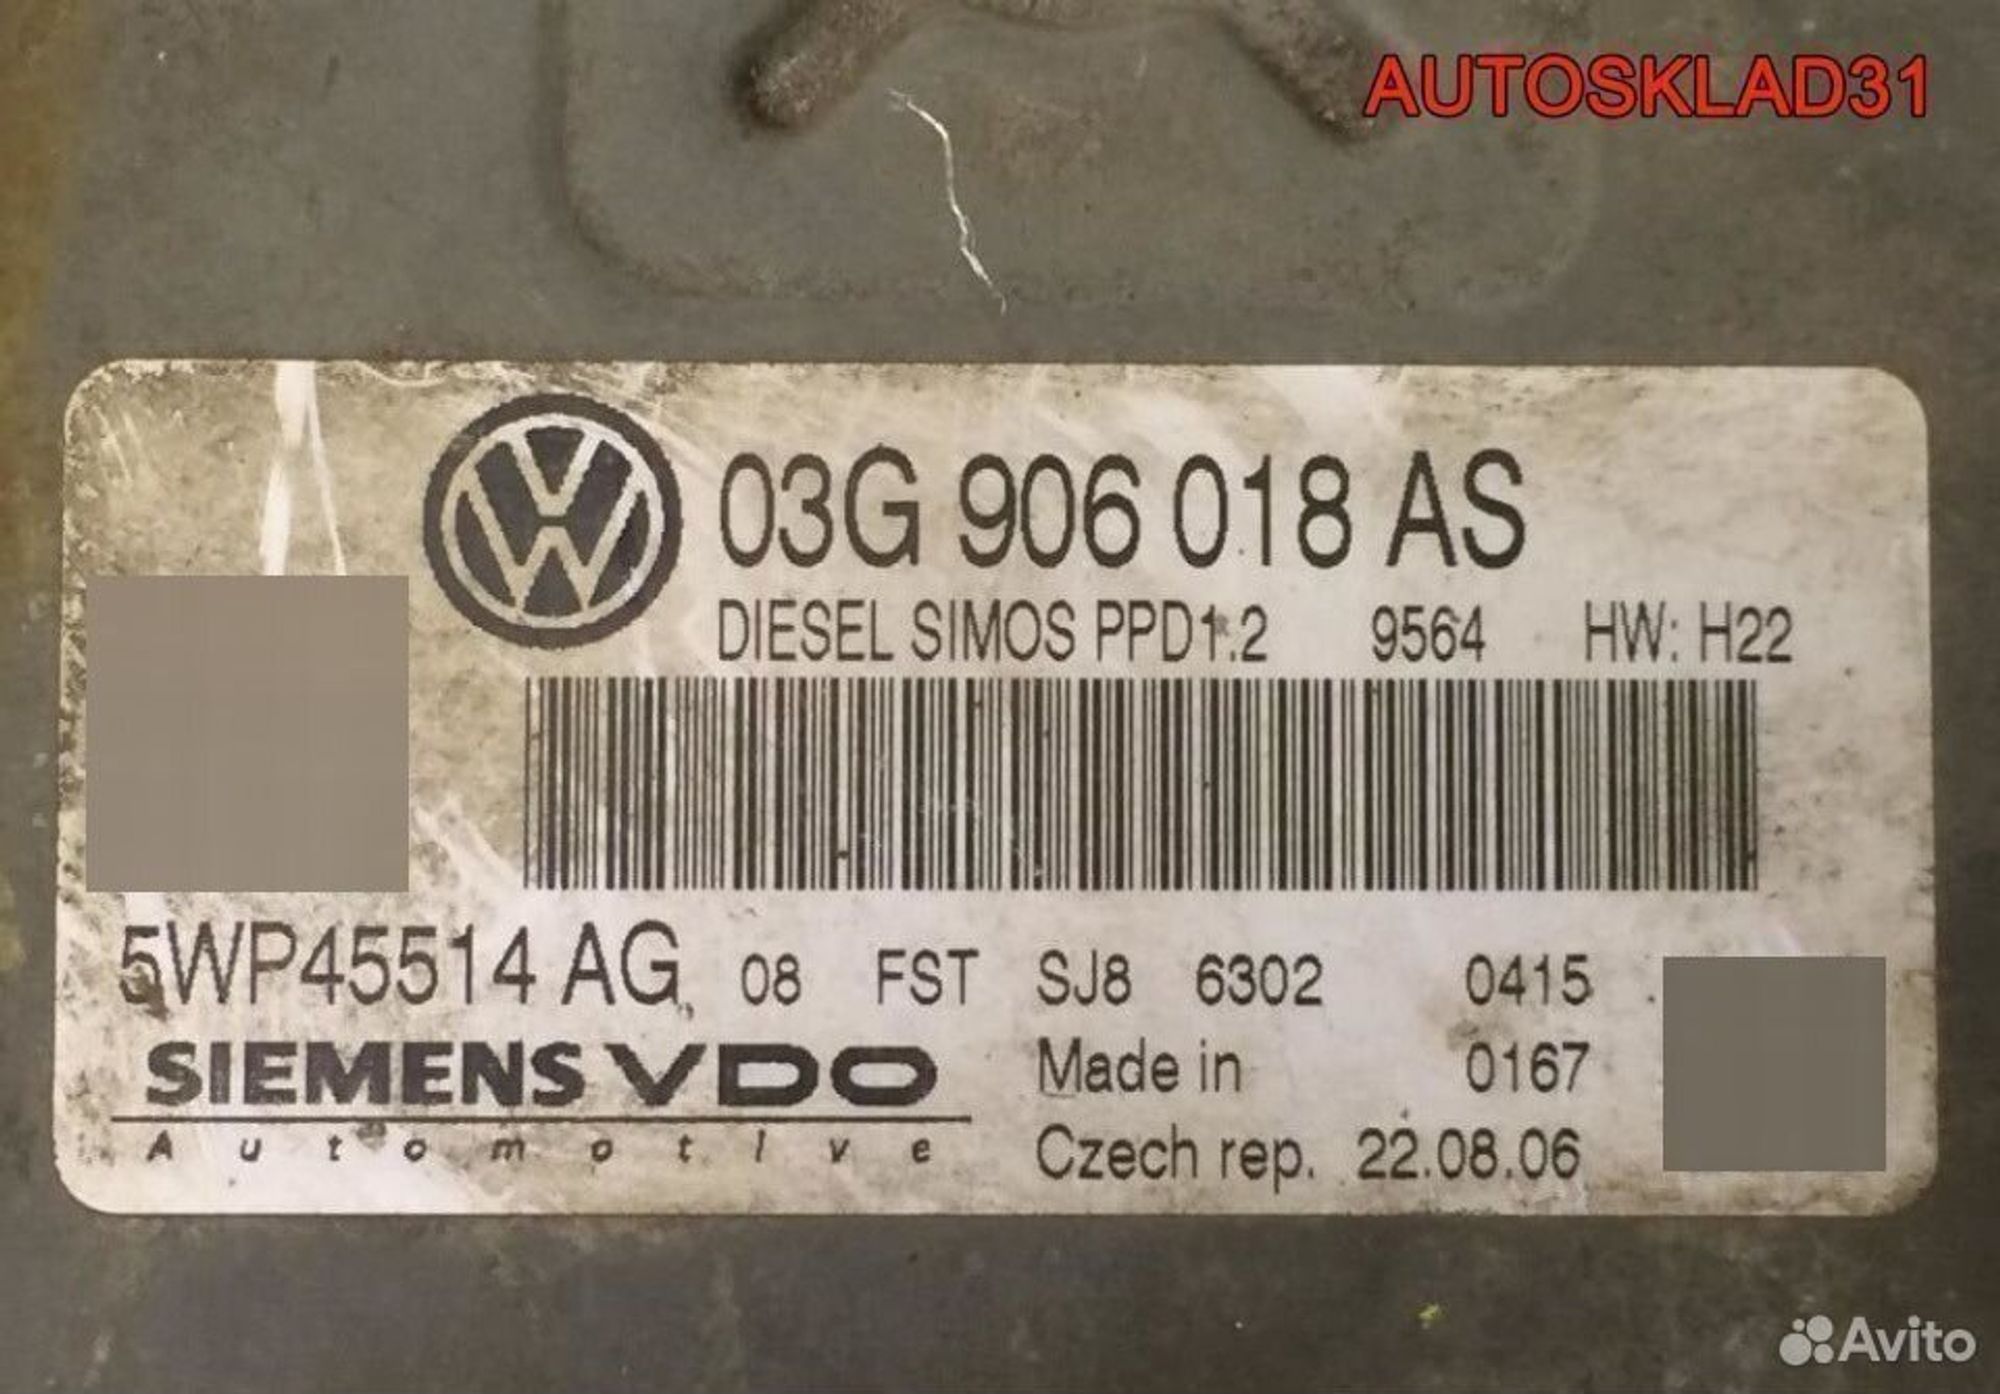 AUTOSKLAD31
03G 906 018 AS
DIESEL SIMOS PPD1.2 9564 HW: H22
5WP45514 AG 08 FST SJ8 6302 0415
SIEMENS VDO Made in 0167
Automotive Czech rep. 22.08.06
Avito